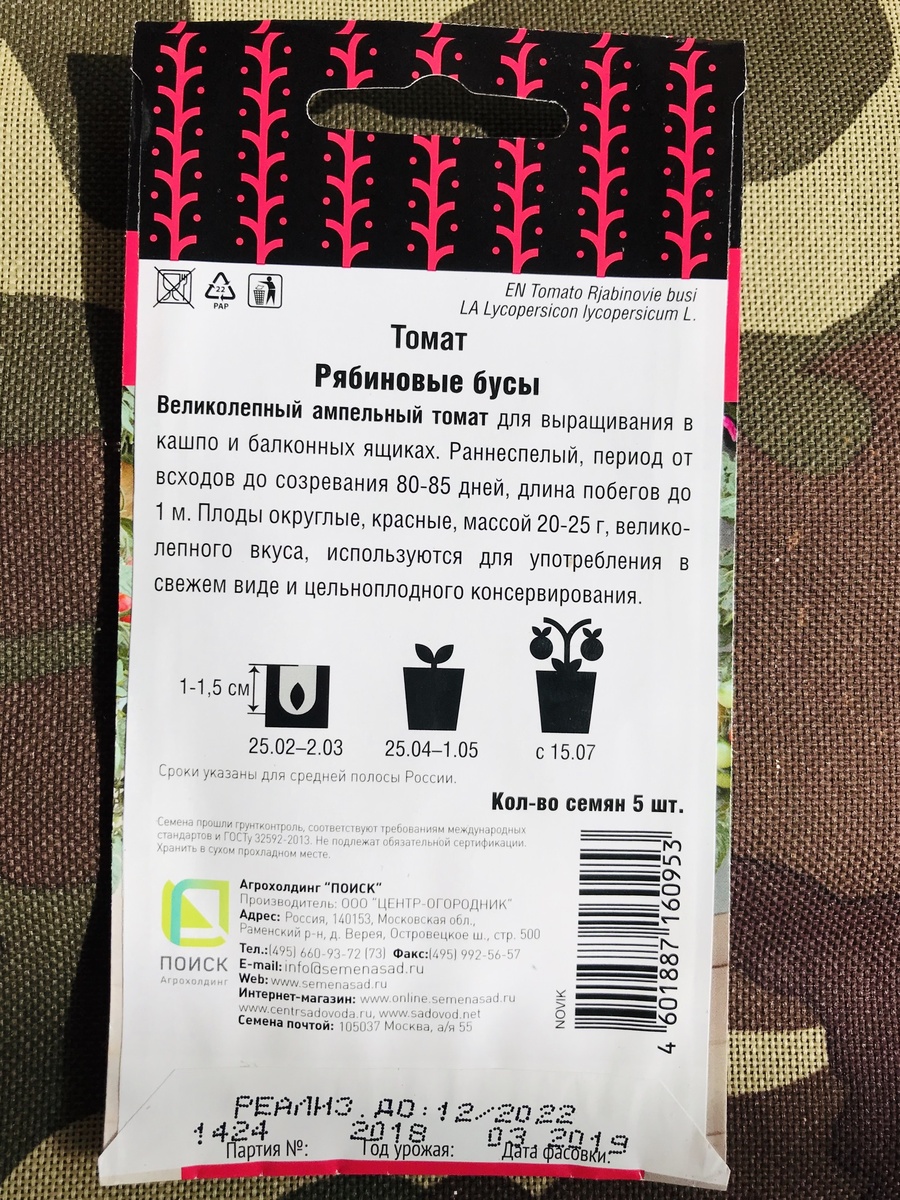 22
PAP
EN Tomato Rjabinovie busi
LA Lycopersicon lycopersicum L.
Томат
Рябиновые бусы
Великолепный ампельный томат для выращивания в
кашпо и балконных ящиках. Раннеспелый, период от
всходов до созревания 80-85 дней, длина побегов до
1 м. Плоды округлые, красные, массой 20-25 г, велико-
лепного вкуса, используются для употребления в
свежем виде и цельноплодного консервирования.
1-1,5 см
25.02–2.03 25.04–1.05 с 15.07
Сроки указаны для средней полосы России.
Кол-во семян 5 шт.
Семена прошли грунтконтроль, соответствуют требованиям международных
стандартов и ГОСТу 32592-2013. Не подлежат обязательной сертификации.
Хранить в сухом прохладном месте.
ПОИСК
Агрохолдинг
Агрохолдинг "ПОИСК"
Производитель: ООО "ЦЕНТР-ОГОРОДНИК"
Адрес: Россия, 140153, Московская обл.,
Раменский р-н, д. Верея, Островецкое ш., стр. 500
Тел.:(495) 660-93-72 (73) Факс:(495) 992-56-57
E-mail: info@semenasad.ru
Web: www.semenasad.ru
Интернет-магазин: www.online.semenasad.ru
www.centrsadovoda.ru, www.sadovod.net
Семена почтой: 105037 Москва, а/я 55
NOVIK
4 601887 160953
РЕАЛИЗ.ДО:12/2022
1424 2018 03.2019
Партия №: Год урожая: Дата фасовки: